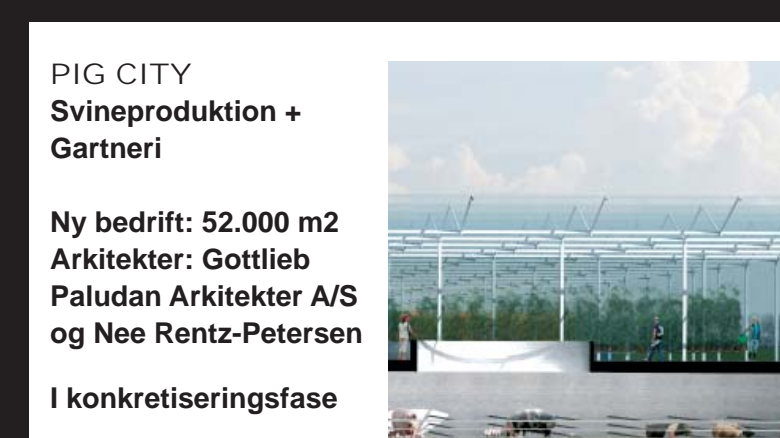 PIG CITY
Svineproduktion +
Gartneri
Ny bedrift: 52.000 m2
Arkitekter: Gottlieb
Paludan Arkitekter A/S
og Nee Rentz-Petersen
I konkretiseringsfase